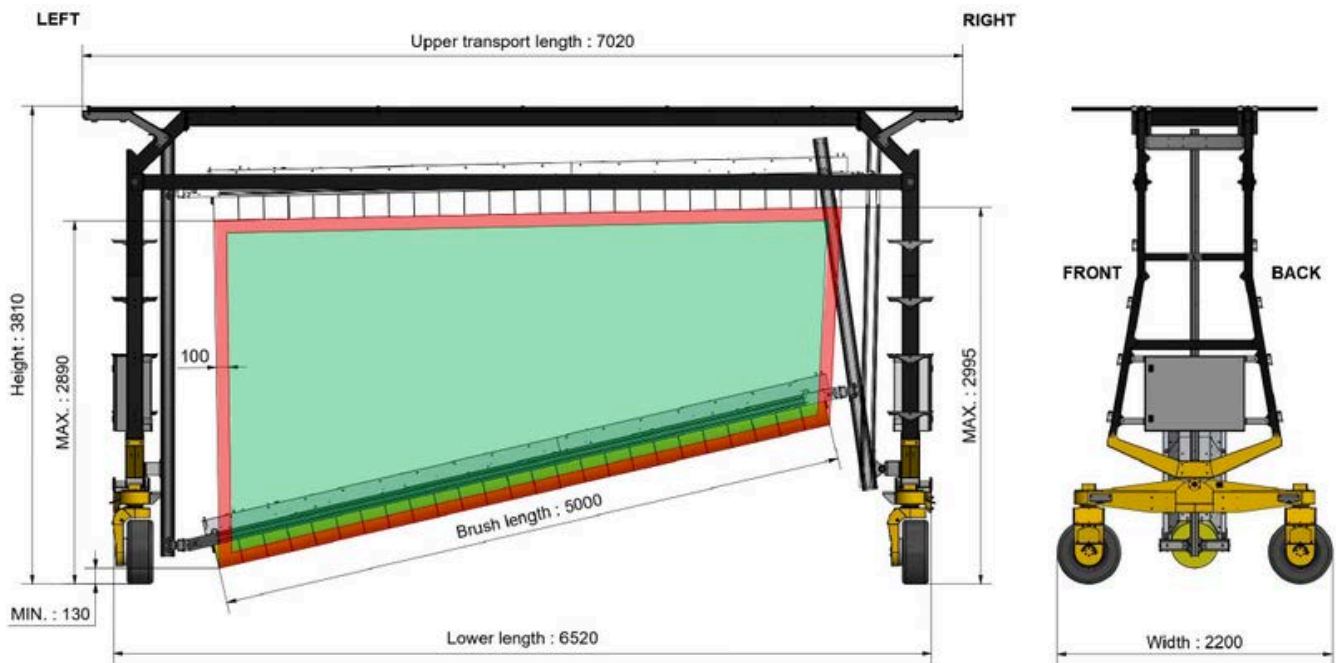 LEFT
RIGHT
Upper transport length : 7020
Height : 3810
MAX. : 2890
100
MAX. : 2995
FRONT
BACK
Brush length : 5000
MIN. : 130
Lower length : 6520
Width : 2200